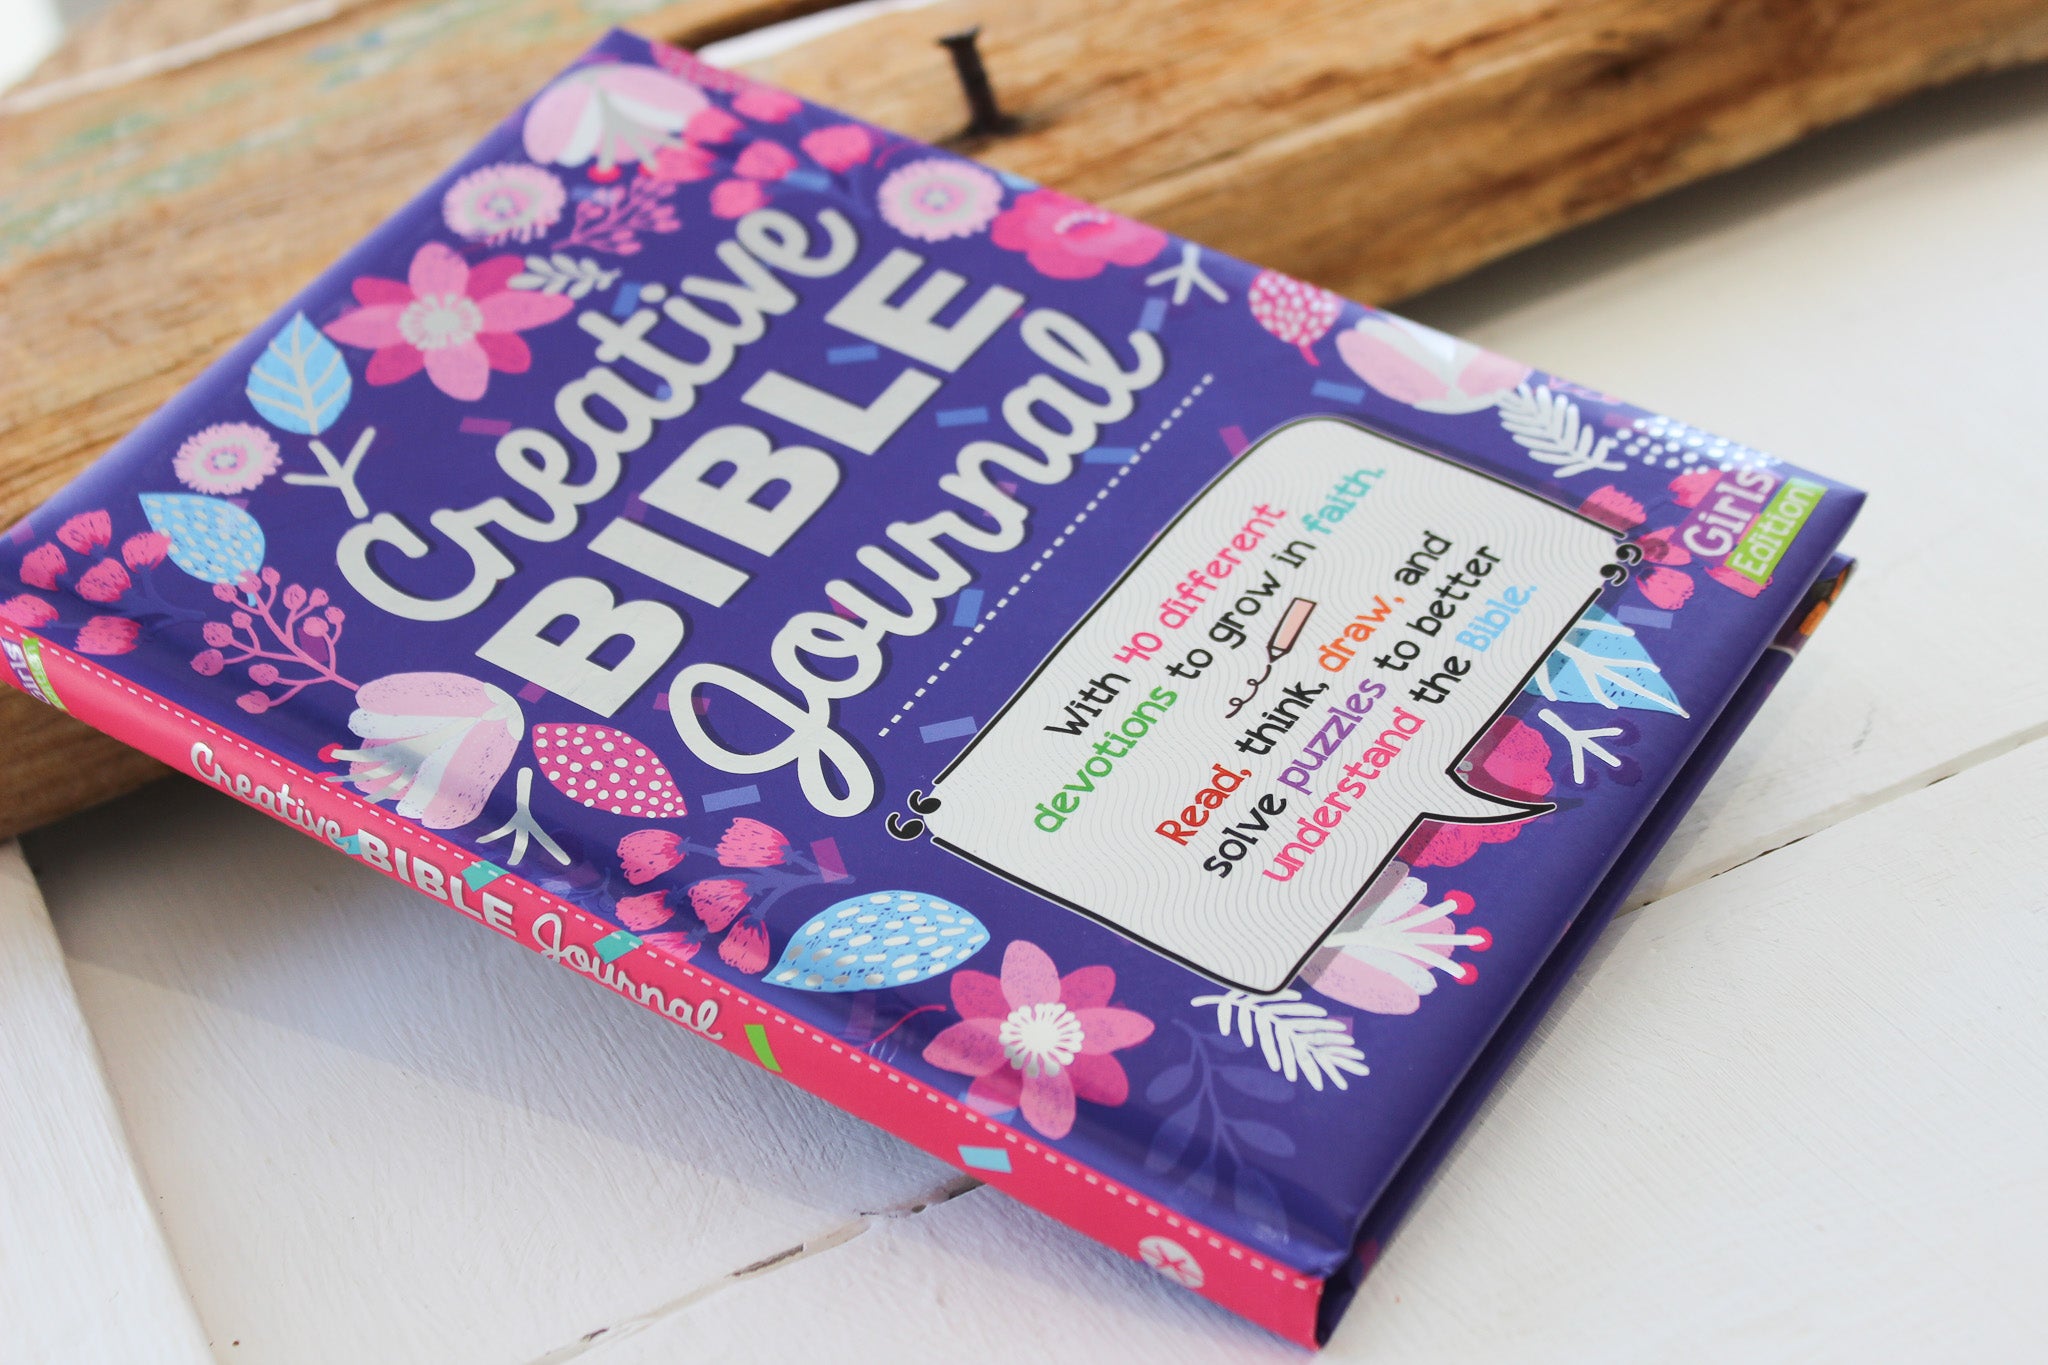 Creative
BIBLE
Journal
“
With 40 different
devotions to grow in faith.
Read, think, draw, and
solve puzzles to better
understand the Bible.
”
Girls
Edition
Girls
Creative BIBLE Journal